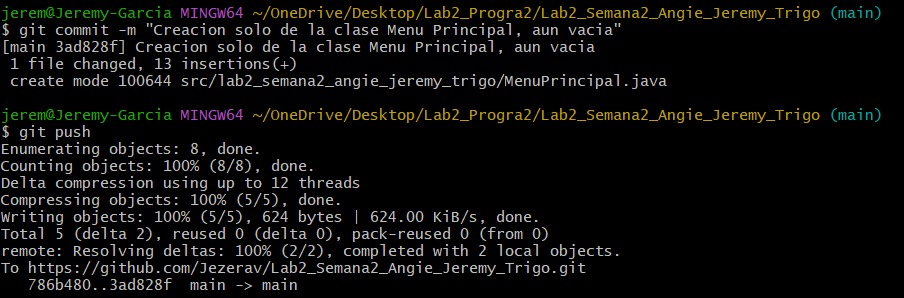 jerem@Jeremy-Garcia MINGW64 ~/OneDrive/Desktop/Lab2_Progra2/Lab2_Semana2_Angie_Jeremy_Trigo (main)
$ git commit -m "Creacion solo de la clase Menu Principal, aun vacia"
[main 3ad828f] Creacion solo de la clase Menu Principal, aun vacia
 1 file changed, 13 insertions(+)
 create mode 100644 src/lab2_semana2_angie_jeremy_trigo/MenuPrincipal.java
jerem@Jeremy-Garcia MINGW64 ~/OneDrive/Desktop/Lab2_Progra2/Lab2_Semana2_Angie_Jeremy_Trigo (main)
$ git push
Enumerating objects: 8, done.
Counting objects: 100% (8/8), done.
Delta compression using up to 12 threads
Compressing objects: 100% (5/5), done.
Writing objects: 100% (5/5), 624 bytes | 624.00 KiB/s, done.
Total 5 (delta 2), reused 0 (delta 0), pack-reused 0 (from 0)
remote: Resolving deltas: 100% (2/2), completed with 2 local objects.
To https://github.com/Jezerav/Lab2_Semana2_Angie_Jeremy_Trigo.git
   786b480..3ad828f  main -> main